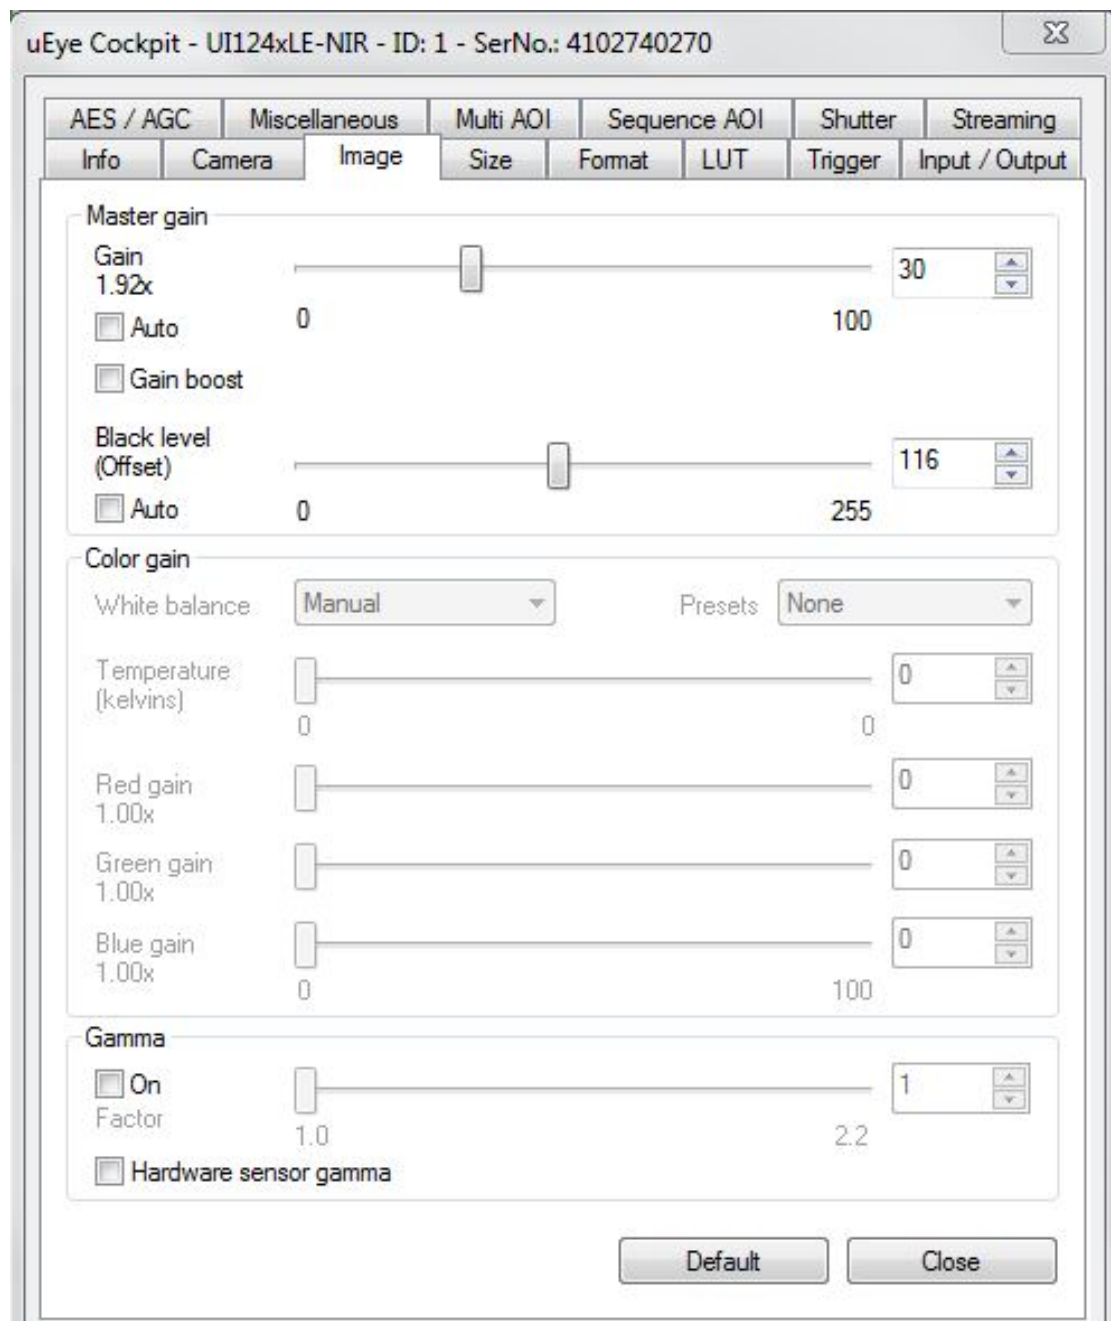 uEye Cockpit - UI124xLE-NIR - ID: 1 - SerNo.: 4102740270
AES / AGC Miscellaneous Multi AOI Sequence AOI Shutter Streaming
Info Camera Image Size Format LUT Trigger Input / Output
Master gain
Gain
1.92x
30
Auto
0 100
Gain boost
Black level
(Offset)
116
Auto
0 255
Color gain
White balance Manual Presets None
Temperature
(kelvins)
0
0 0
Red gain
1.00x
0
Green gain
1.00x
0
Blue gain
1.00x
0
0 100
Gamma
On
1
Factor
1.0 2.2
Hardware sensor gamma
Default Close